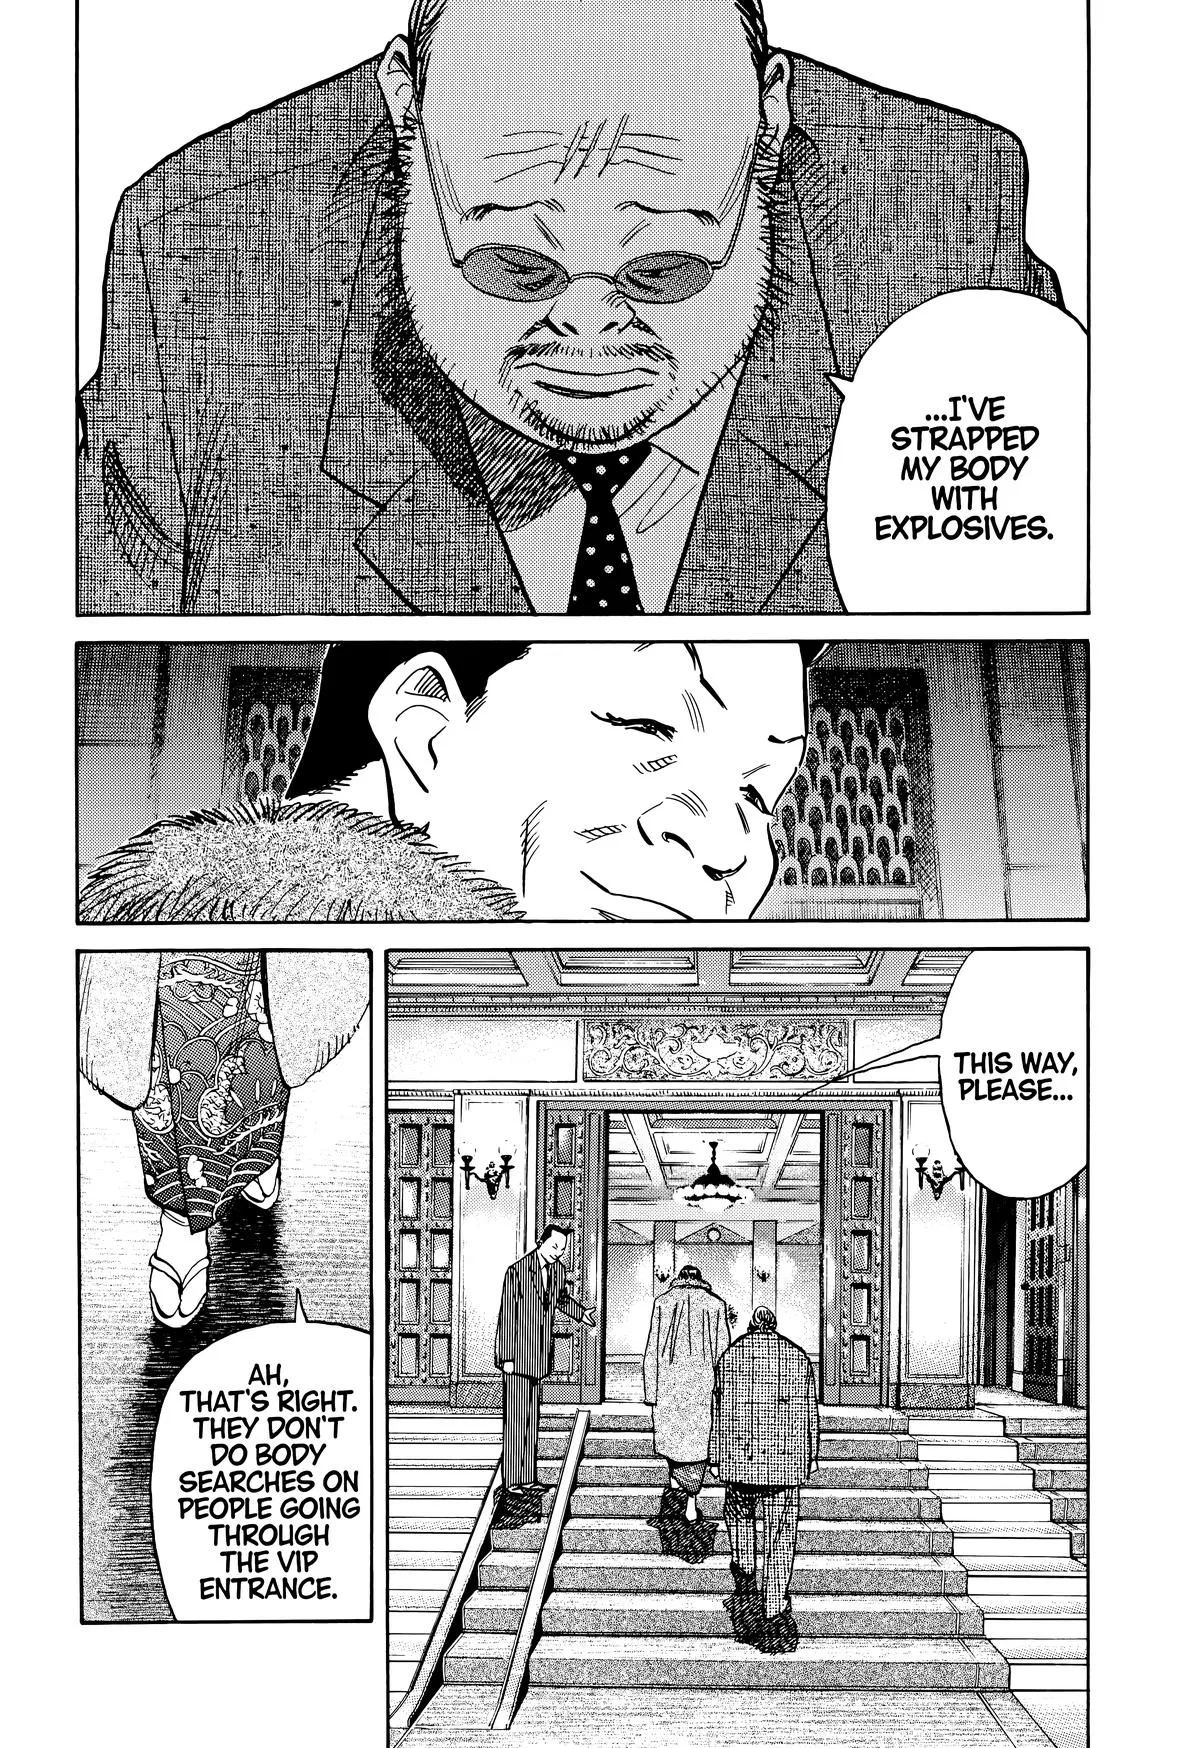 ...I'VE
STRAPPED
MY BODY
WITH
EXPLOSIVES.
THIS WAY,
PLEASE...
AH,
THAT'S RIGHT.
THEY DON'T
DO BODY
SEARCHES ON
PEOPLE GOING
THROUGH
THE VIP
ENTRANCE.